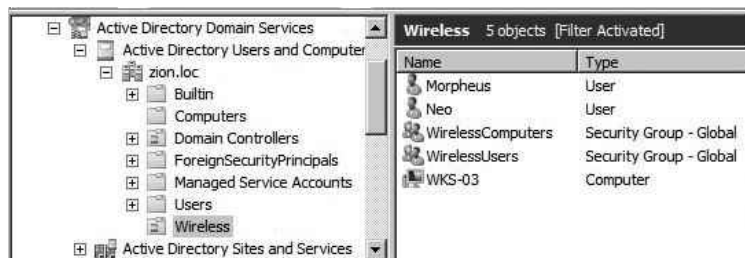 Active Directory Domain Services
Active Directory Users and Computer
zion.loc
Builtin
Computers
Domain Controllers
ForeignSecurityPrincipals
Managed Service Accounts
Users
Wireless
Active Directory Sites and Services
Wireless 5 objects [Filter Activated]
Name Type
Morpheus User
Neo User
WirelessComputers Security Group - Global
WirelessUsers Security Group - Global
WKS-03 Computer